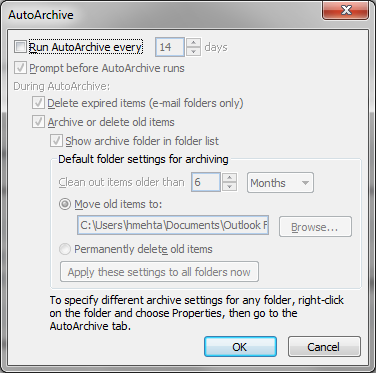 AutoArchive
Run AutoArchive every 14 days
Prompt before AutoArchive runs
During AutoArchive:
Delete expired items (e-mail folders only)
Archive or delete old items
Show archive folder in folder list
Default folder settings for archiving
Clean out items older than 6 Months
Move old items to:
C:\Users\hmehta\Documents\Outlook F Browse...
Permanently delete old items
Apply these settings to all folders now
To specify different archive settings for any folder, right-click
on the folder and choose Properties, then go to the
AutoArchive tab.
OK Cancel